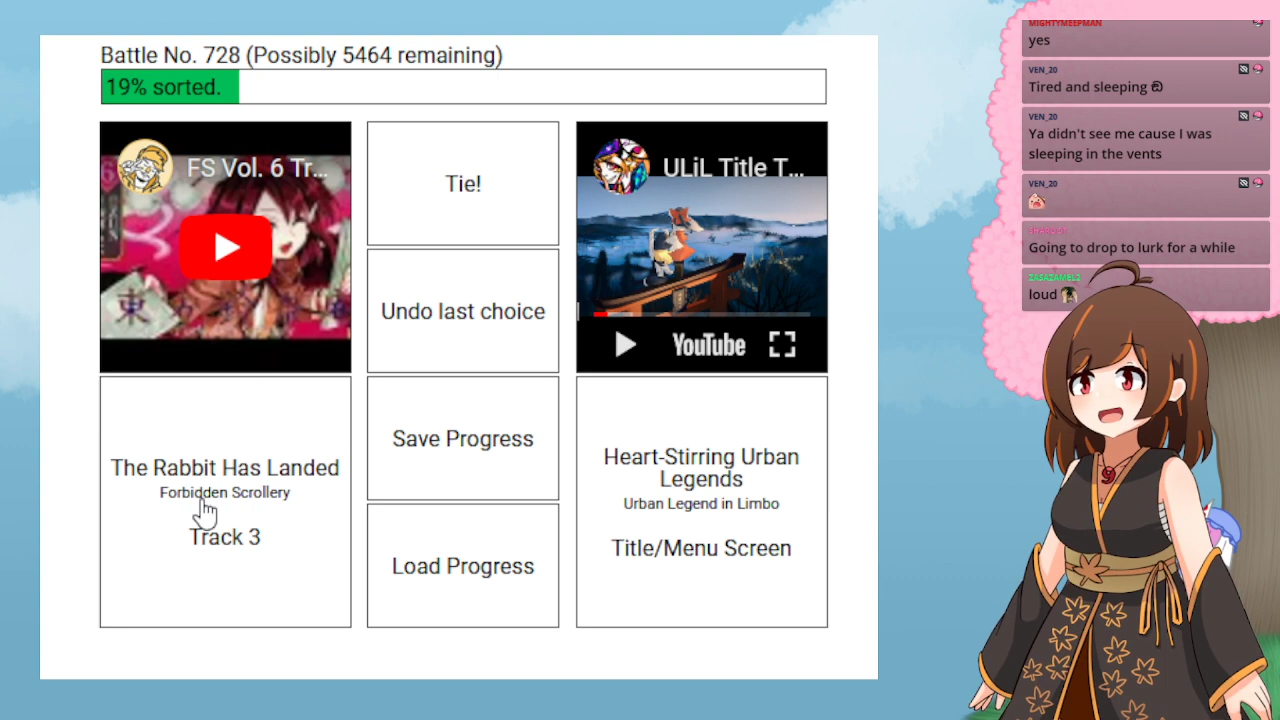 Battle No. 728 (Possibly 5464 remaining)
19% sorted.
FS Vol. 6 Tr...
Tie!
ULiL Title T...
Undo last choice
YouTube
Save Progress
Load Progress
The Rabbit Has Landed
Forbidden Scrollery
Track 3
Heart-Stirring Urban
Legends
Urban Legend in Limbo
Title/Menu Screen
MIGHTYMEEPMAN
yes
VEN_20
Tired and sleeping
VEN_20
Ya didn't see me cause I was
sleeping in the vents
VEN_20
Going to drop to lurk for a while
loud
東